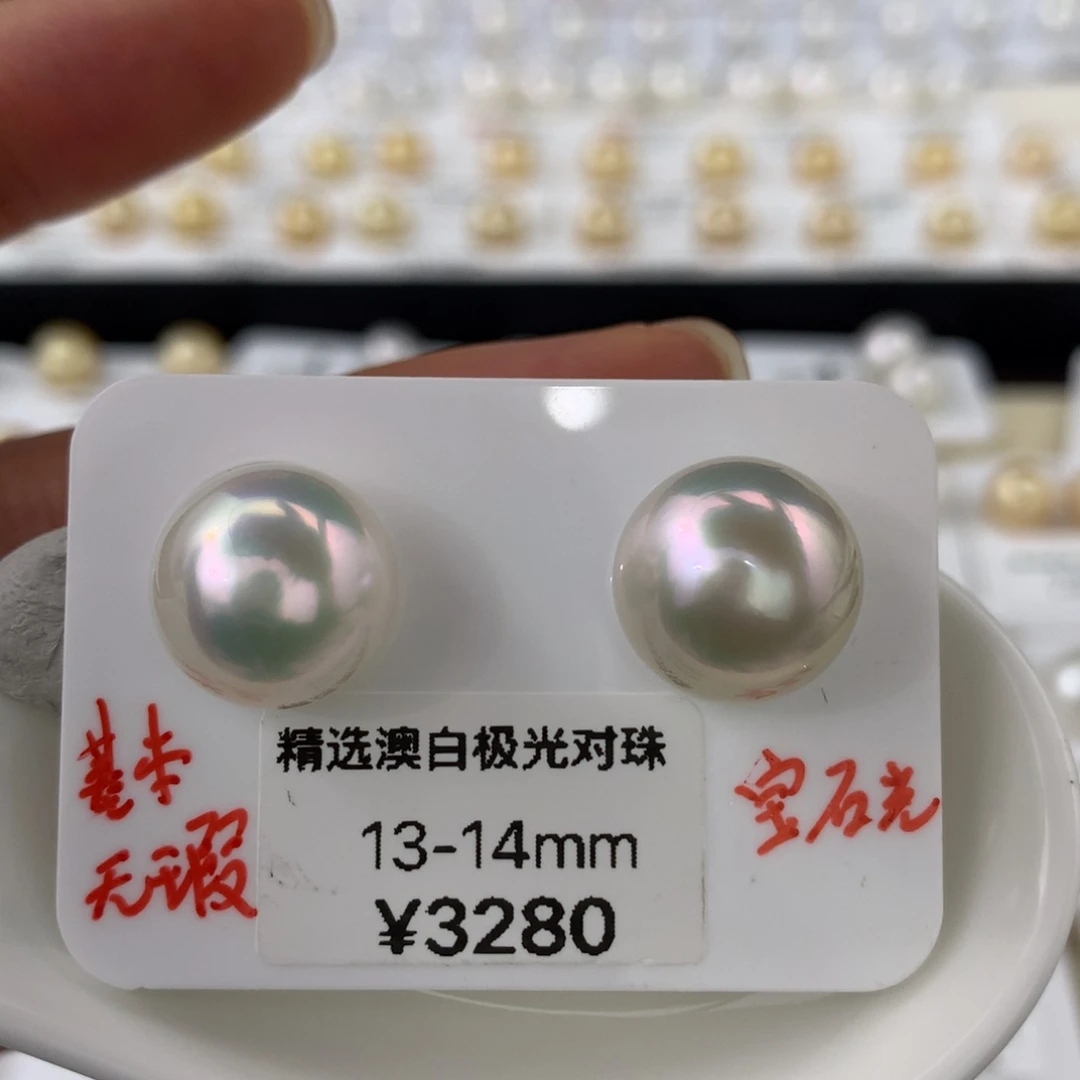 精选澳白极光对珠
13-14mm
¥3280
基本
无瑕
宝石光